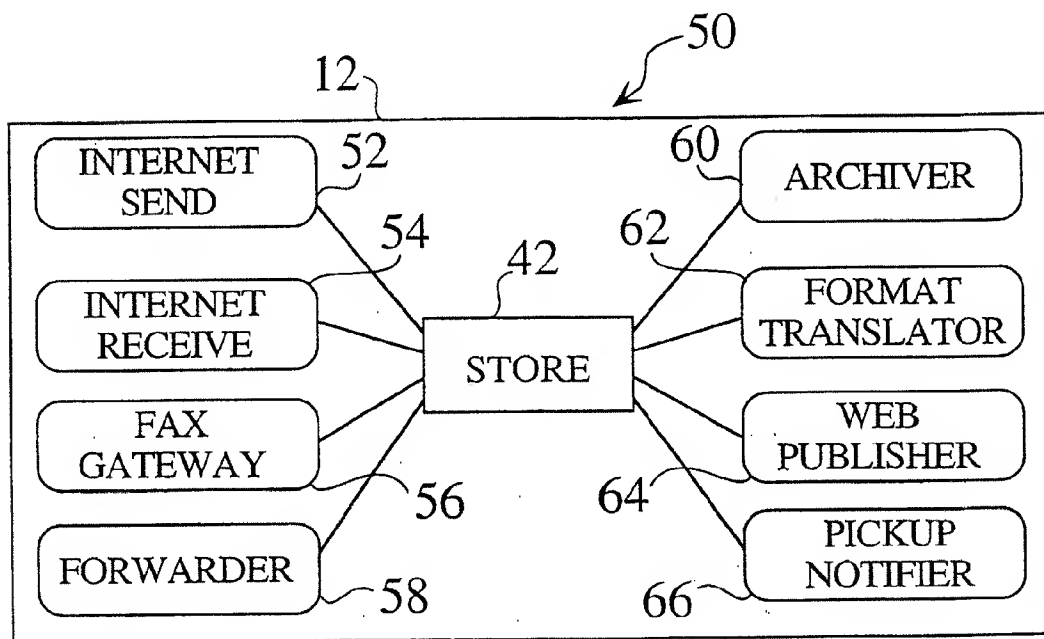 50
12
INTERNET
SEND
52
INTERNET
RECEIVE
54
FAX
GATEWAY
56
FORWARDER
58
42
STORE
60
ARCHIVER
62
FORMAT
TRANSLATOR
WEB
PUBLISHER
64
PICKUP
NOTIFIER
66